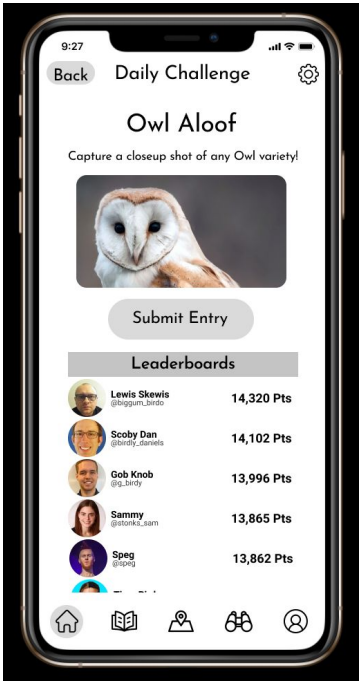 9:27
Back
Daily Challenge
Owl Aloof
Capture a closeup shot of any Owl variety!
Submit Entry
Leaderboards
Lewis Skewis
@biggum_birdo
14,320 Pts
Scoby Dan
@birdly_daniels
14,102 Pts
Gob Knob
@g_birdy
13,996 Pts
Sammy
@stonks_sam
13,865 Pts
Speg
@speg
13,862 Pts